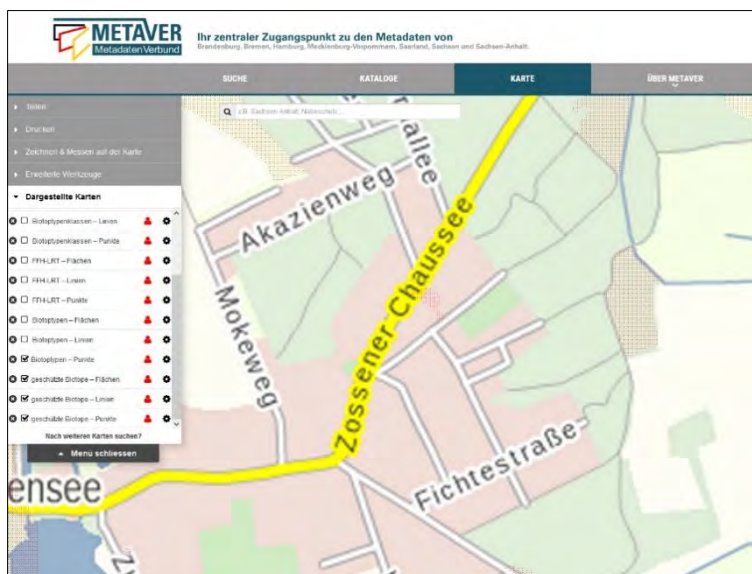 METAVER
MetadatenVerbund
Ihr zentraler Zugangspunkt zu den Metadaten von
Brandenburg, Bremen, Hamburg, Mecklenburg-Vorpommern, Saarland, Sachsen und Sachsen-Anhalt.
SUCHE KATALOGE KARTE ÜBER METAVER
Teilen
Drucken
Zeichnen & Messen auf der Karte
Erweiterte Werkzeuge
Dargestellte Karten
Biotoptypenklassen – Linien
Biotoptypenklassen – Punkte
FFH-LRT – Flächen
FFH-LRT – Linien
FFH-LRT – Punkte
Biotoptypen – Flächen
Biotoptypen – Linien
Biotoptypen – Punkte
geschützte Biotope – Flächen
geschützte Biotope – Linien
geschützte Biotope – Punkte
Nach weiteren Karten suchen?
Menü schließen
z.B. Sachsen-Anhalt, Naturschutz...
allee
Akazienweg
Mokeweg
Zossener-Chaussee
Fichtestraße
ensee